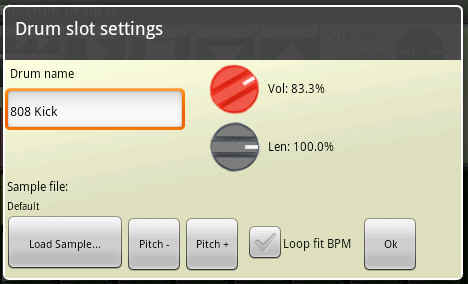 Drum slot settings
Drum name
808 Kick
Vol: 83.3%
Len: 100.0%
Sample file:
Default
Load Sample...
Pitch -
Pitch +
Loop fit BPM
Ok